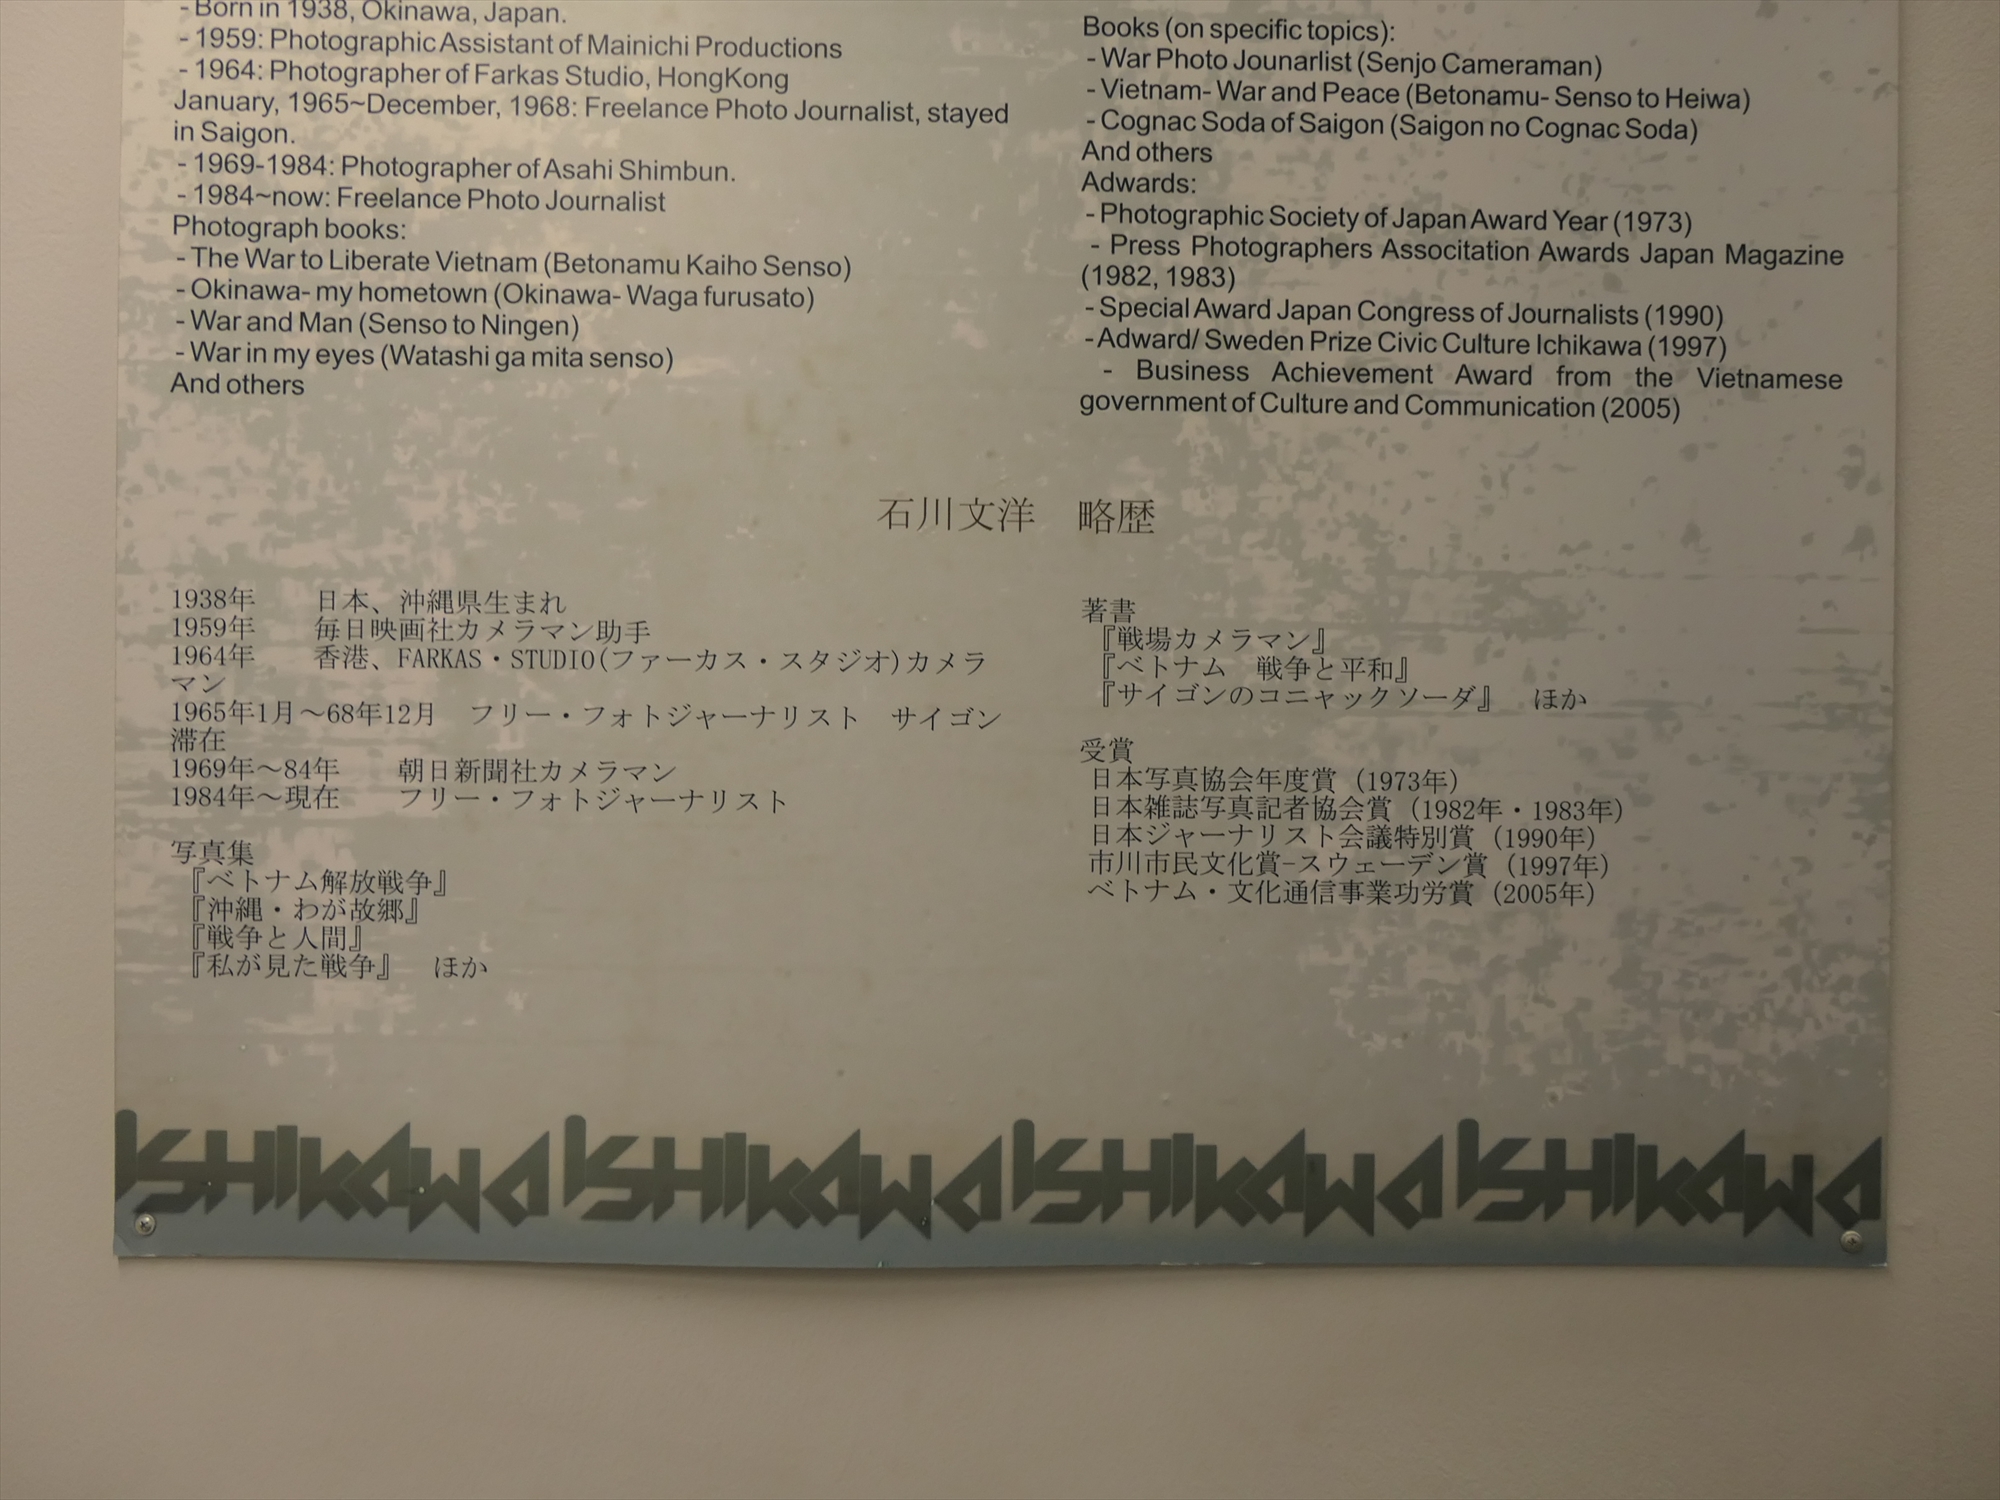 - Born in 1938, Okinawa, Japan.
- 1959: Photographic Assistant of Mainichi Productions
- 1964: Photographer of Farkas Studio, HongKong
January, 1965~December, 1968: Freelance Photo Journalist, stayed
in Saigon.
- 1969-1984: Photographer of Asahi Shimbun.
- 1984~now: Freelance Photo Journalist
Photograph books:
- The War to Liberate Vietnam (Betonamu Kaiho Senso)
- Okinawa- my hometown (Okinawa- Waga furusato)
- War and Man (Senso to Ningen)
- War in my eyes (Watashi ga mita senso)
And others
Books (on specific topics):
- War Photo Jounarlist (Senjo Cameraman)
- Vietnam- War and Peace (Betonamu- Senso to Heiwa)
- Cognac Soda of Saigon (Saigon no Cognac Soda)
And others
Adwards:
- Photographic Society of Japan Award Year (1973)
- Press Photographers Associtation Awards Japan Magazine
(1982, 1983)
- Special Award Japan Congress of Journalists (1990)
- Adward/ Sweden Prize Civic Culture Ichikawa (1997)
- Business Achievement Award from the Vietnamese
government of Culture and Communication (2005)
石川文洋　略歴
1938年　　日本、沖縄県生まれ
1959年　　毎日映画社カメラマン助手
1964年　　香港、FARKAS・STUDIO(ファーカス・スタジオ)カメラ
マン
1965年1月～68年12月　フリー・フォトジャーナリスト　サイゴン
滞在
1969年～84年　　朝日新聞社カメラマン
1984年～現在　　フリー・フォトジャーナリスト
写真集
『ベトナム解放戦争』
『沖縄・わが故郷』
『戦争と人間』
『私が見た戦争』　ほか
著書
『戦場カメラマン』
『ベトナム　戦争と平和』
『サイゴンのコニャックソーダ』　ほか
受賞
日本写真協会年度賞（1973年）
日本雑誌写真記者協会賞（1982年・1983年）
日本ジャーナリスト会議特別賞（1990年）
市川市民文化賞-スウェーデン賞（1997年）
ベトナム・文化通信事業功労賞（2005年）
ISHIKAWA ISHIKAWA ISHIKAWA ISHIKAWA